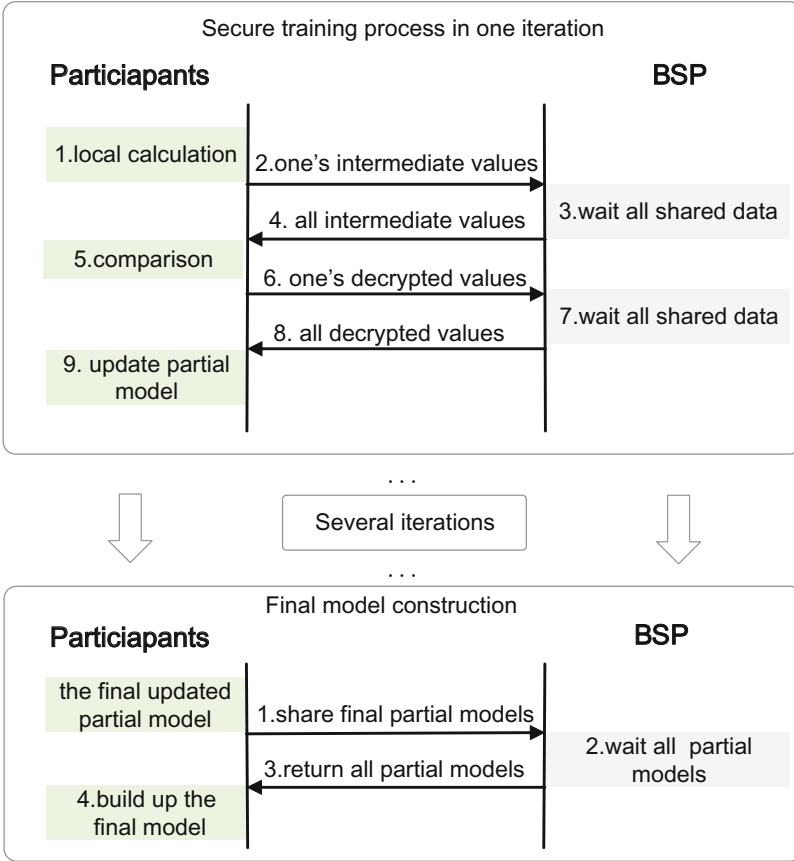 Secure training process in one iteration
Particiapants
BSP
1.local calculation
2.one's intermediate values
3.wait all shared data
4. all intermediate values
5.comparison
6. one's decrypted values
7.wait all shared data
8. all decrypted values
9. update partial
model
...
Several iterations
...
Final model construction
Particiapants
BSP
the final updated
partial model
1.share final partial models
2.wait all partial
models
3.return all partial models
4.build up the
final model